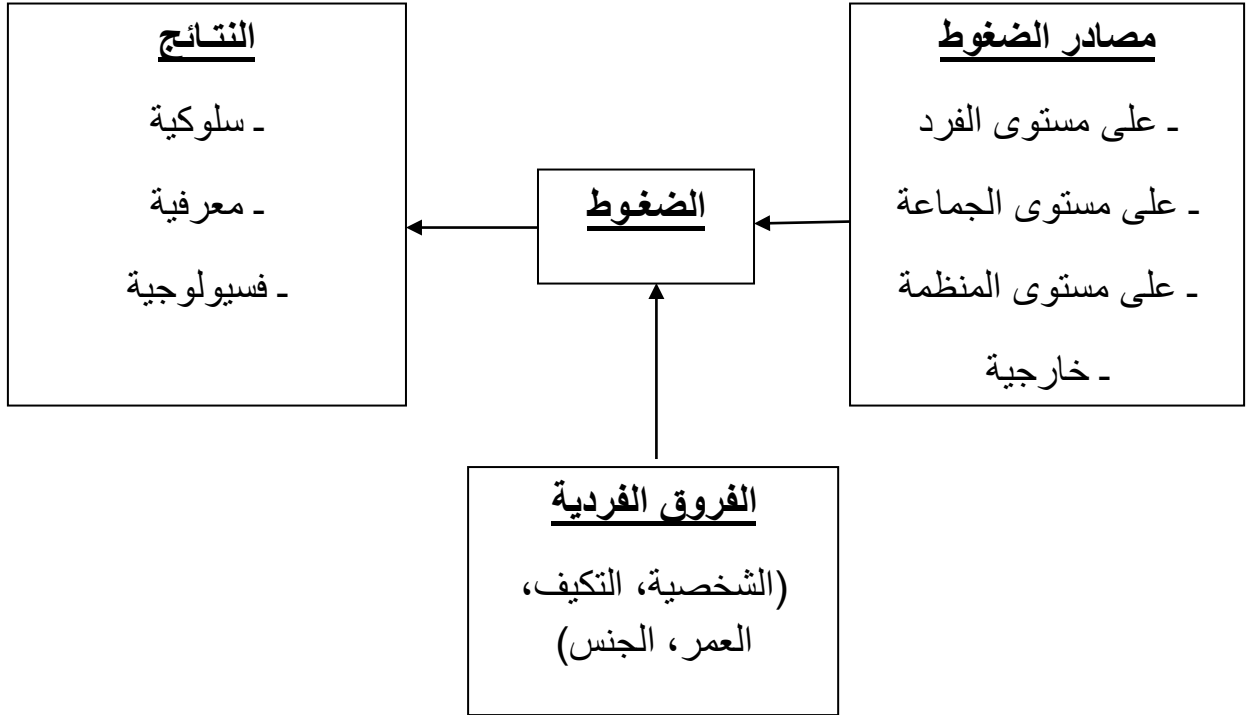 مصادر الضغوط
ـ على مستوى الفرد
ـ على مستوى الجماعة
ـ على مستوى المنظمة
ـ خارجية
الضغوط
النتـائج
ـ سلوكية
ـ معرفية
ـ فسيولوجية
الفروق الفردية
(الشخصية، التكيف،
العمر، الجنس)